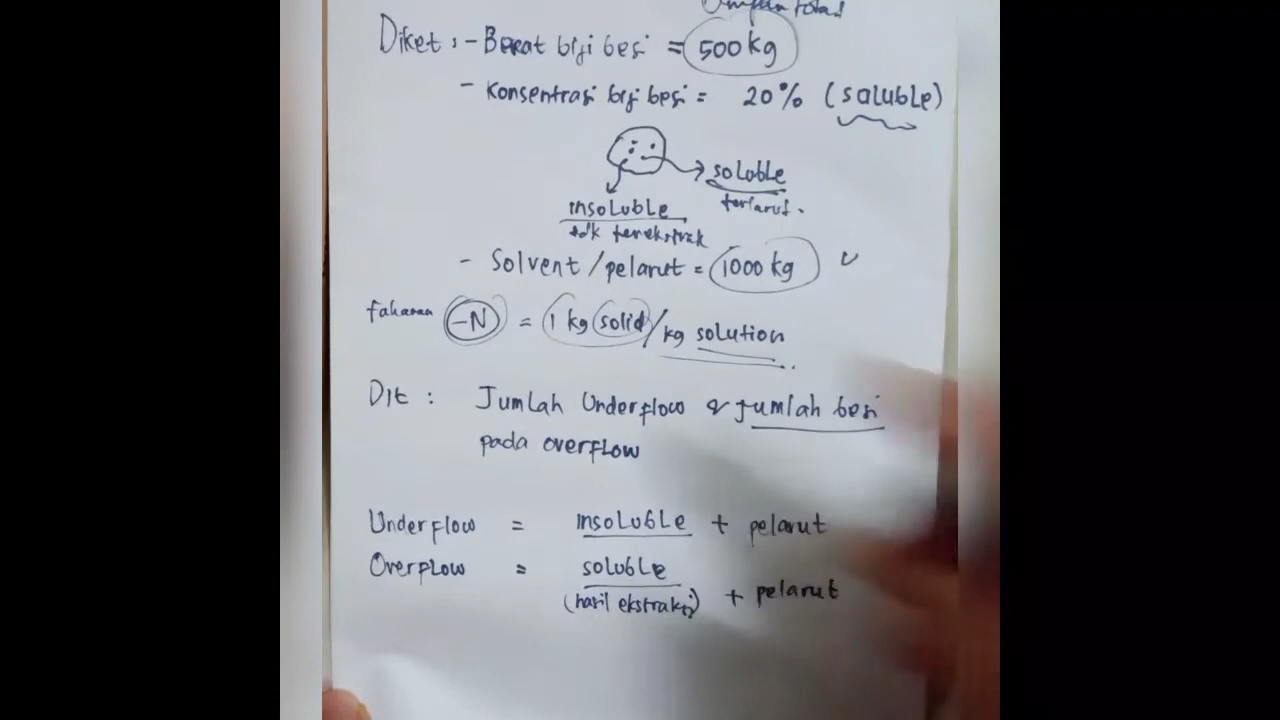 Diket : - Berat biji besi = 500 kg
- Konsentrasi biji besi = 20% (soluble)
soluble
terlarut.
insoluble
tdk terekstrak
- Solvent / pelarut = 1000 kg
- N = 1 kg solid / kg solution
Dit : Jumlah Underflow & jumlah besi
pada overflow
Underflow = insoluble + pelarut
Overflow = soluble + pelarut
(hasil ekstraksi)